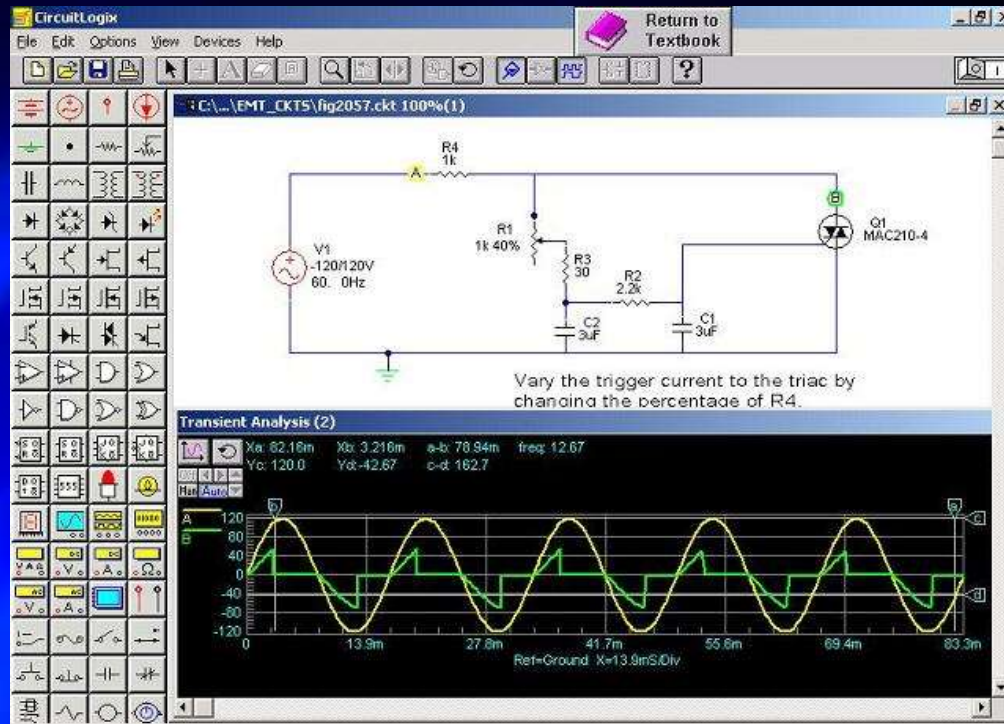 CircuitLogix
Return to
Textbook
File Edit Options View Devices Help
C:\...\EMT_CKTS\fig2057.ckt 100%(1)
R4
1k
A
B
R1
1k 40%
Q1
MAC210-4
V1
-120/120V
60. 0Hz
R3
30
R2
2.2k
C2
3uF
C1
3uF
Vary the trigger current to the triac by
changing the percentage of R4.
Transient Analysis (2)
Xa: 82.16m Xb: 3.216m a-b: 78.94m freq: 12.67
Yc: 120.0 Yd:-42.67 c-d: 162.7
Man Auto
b a
A 120 c
B 80
40
0
-40 d
-80
-120
0 13.9m 27.8m 41.7m 55.6m 69.4m 83.3m
Ref=Ground X=13.9mS/Div